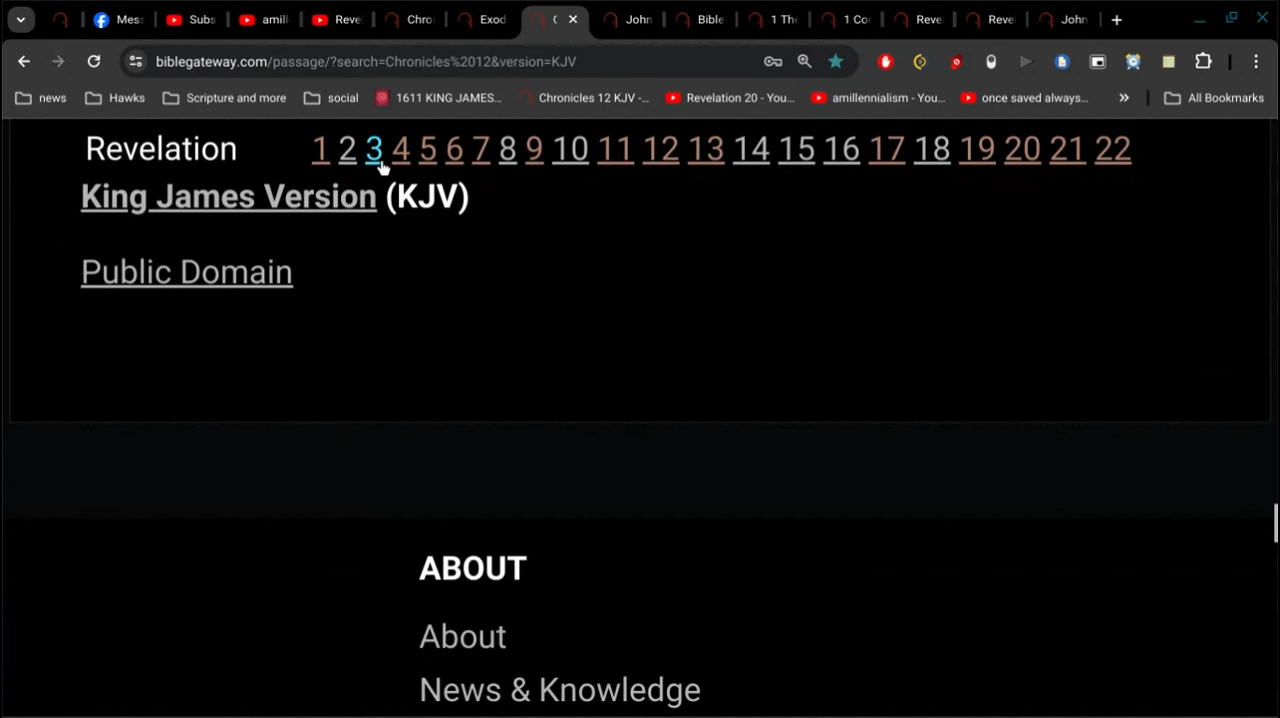 Mess
Subs
amill
Reve
Chro
Exod
John
Bible
1 The
1 Co
Reve
Reve
John
biblegateway.com/passage/?search=Chronicles%2012&version=KJV
news
Hawks
Scripture and more
social
1611 KING JAMES...
Chronicles 12 KJV -...
Revelation 20 - You...
amillennialism - You...
once saved always...
»
All Bookmarks
Revelation 1 2 3 4 5 6 7 8 9 10 11 12 13 14 15 16 17 18 19 20 21 22
King James Version (KJV)
Public Domain
ABOUT
About
News & Knowledge